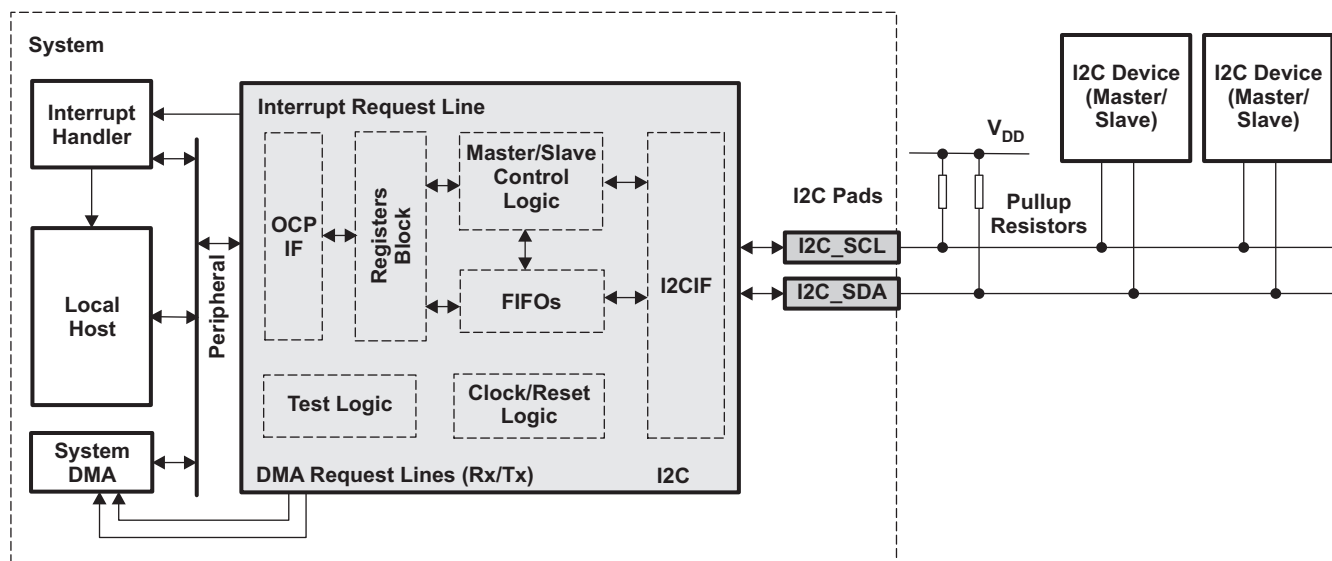 System
Interrupt
Handler
Local
Host
System
DMA
Peripheral
Interrupt Request Line
OCP
IF
Registers
Block
Master/Slave
Control
Logic
FIFOs
I2CIF
Test Logic
Clock/Reset
Logic
DMA Request Lines (Rx/Tx)
I2C
I2C Pads
I2C_SCL
I2C_SDA
VDD
Pullup
Resistors
I2C Device
(Master/
Slave)
I2C Device
(Master/
Slave)